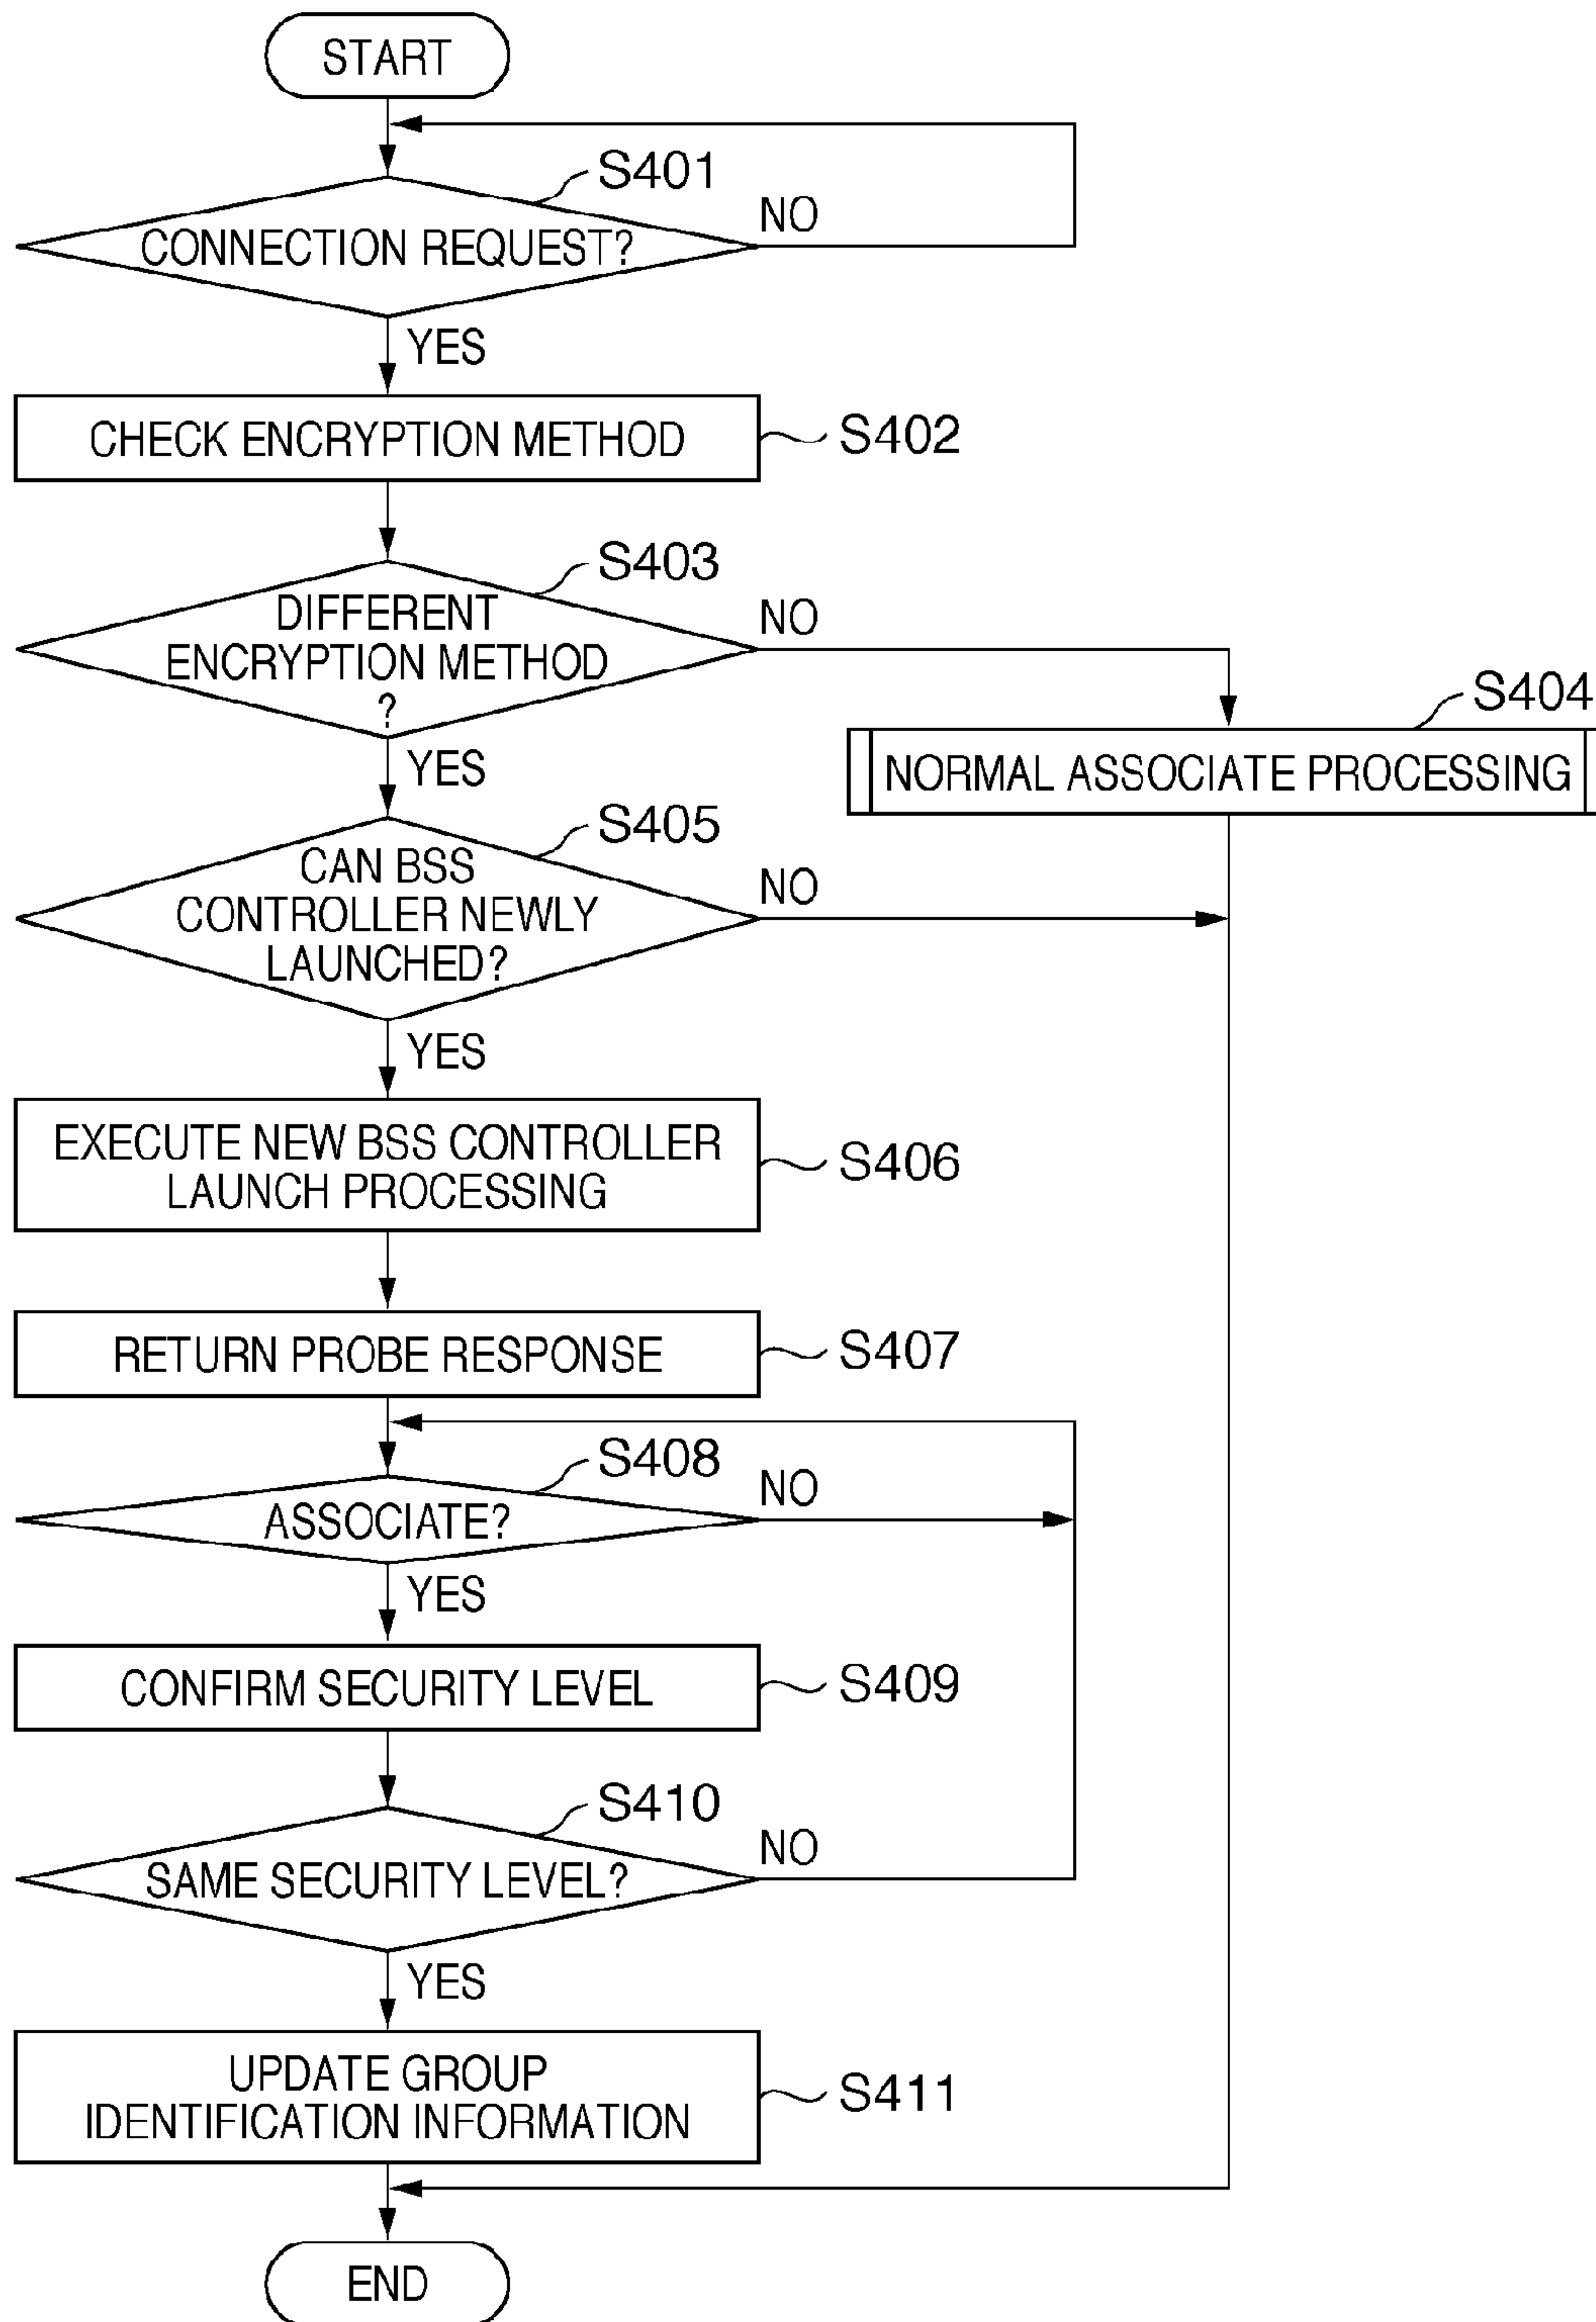 START
S401
CONNECTION REQUEST?
NO
YES
CHECK ENCRYPTION METHOD
S402
S403
DIFFERENT
ENCRYPTION METHOD
?
NO
YES
S404
NORMAL ASSOCIATE PROCESSING
S405
CAN BSS
CONTROLLER NEWLY
LAUNCHED?
NO
YES
EXECUTE NEW BSS CONTROLLER
LAUNCH PROCESSING
S406
RETURN PROBE RESPONSE
S407
S408
ASSOCIATE?
NO
YES
CONFIRM SECURITY LEVEL
S409
S410
SAME SECURITY LEVEL?
NO
YES
UPDATE GROUP
IDENTIFICATION INFORMATION
S411
END